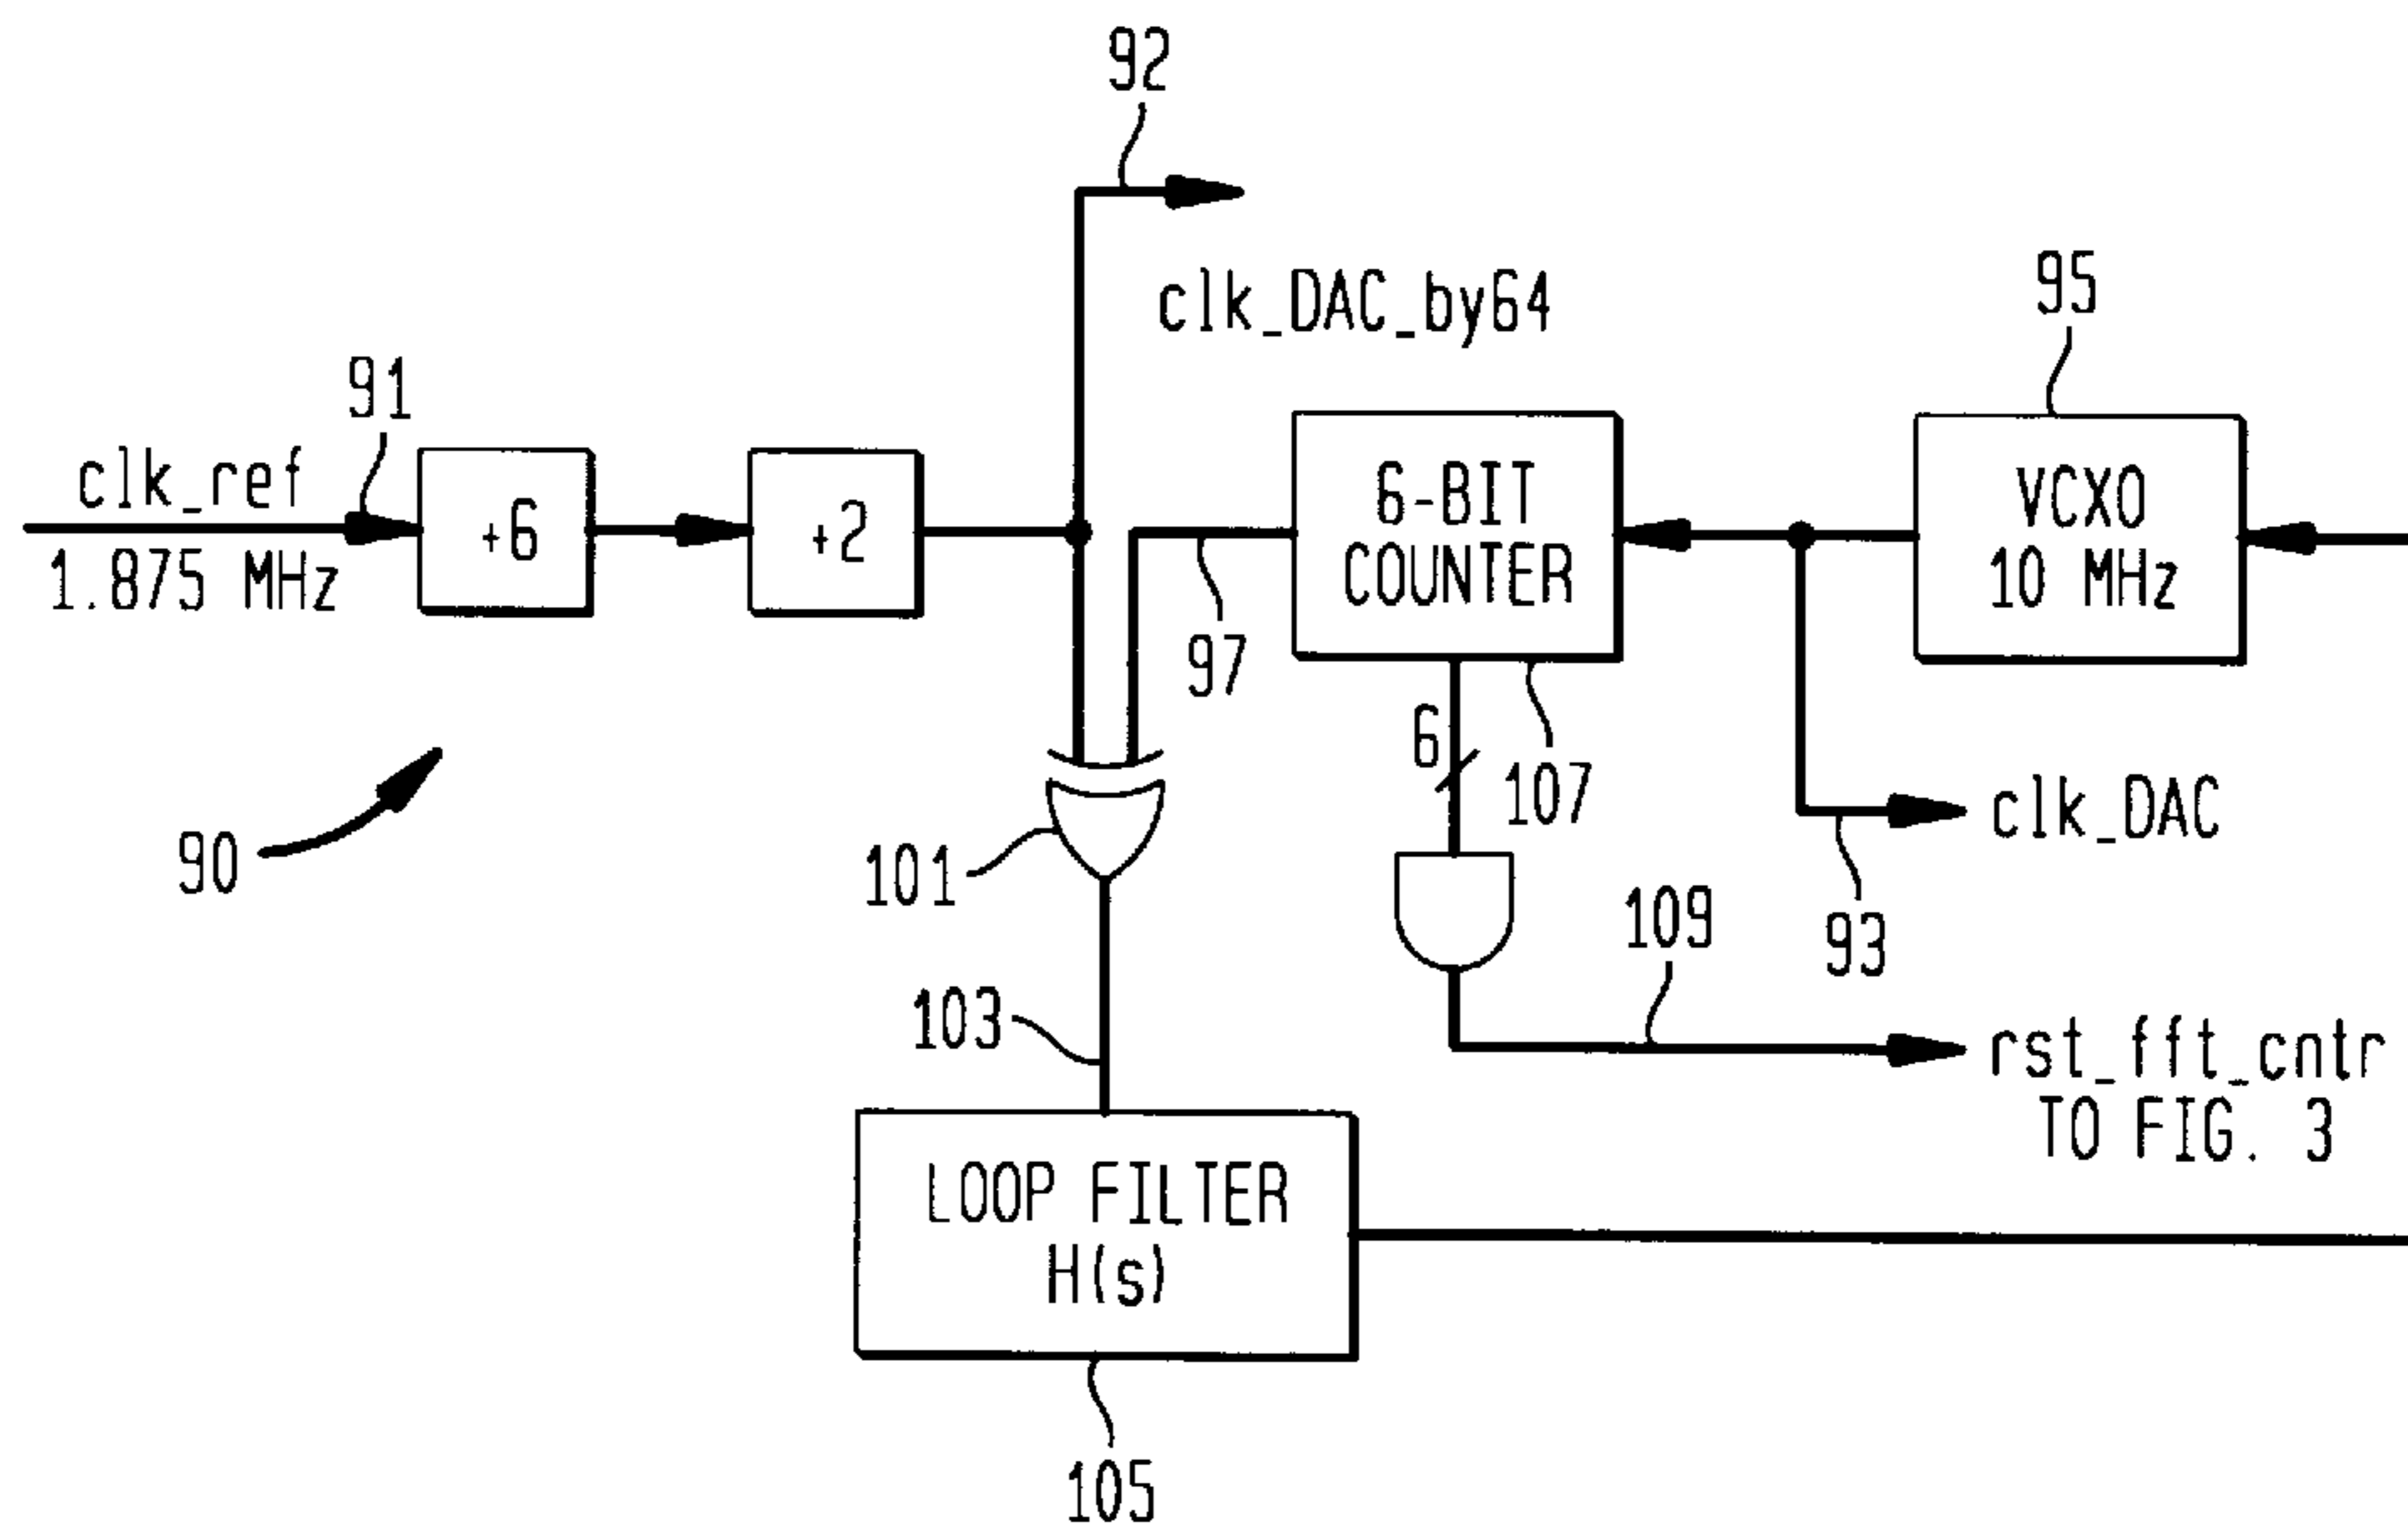 92
clk_DAC_by64
95
91
clk_ref
1.875 MHz
+6
+2
6-BIT
COUNTER
VCXO
10 MHz
97
6
107
clk_DAC
93
90
101
109
103
rst_fft_cntr
TO FIG. 3
LOOP FILTER
H(s)
105